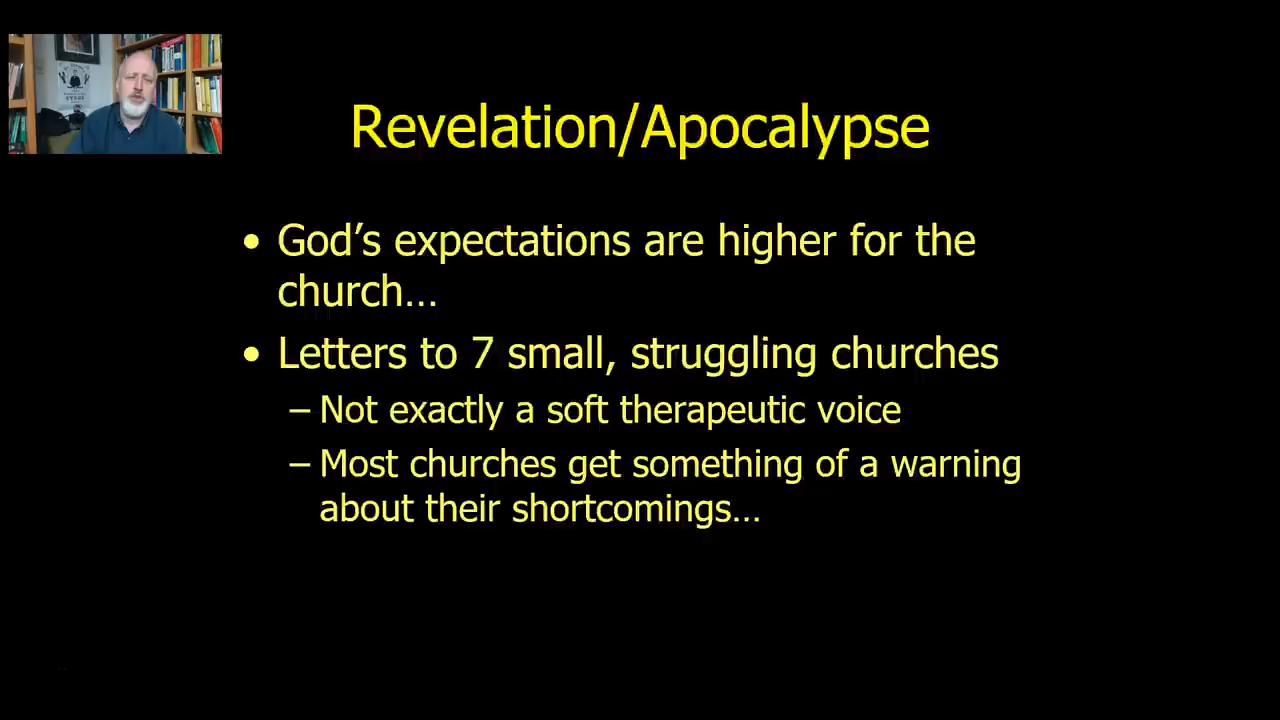 Revelation/Apocalypse
• God’s expectations are higher for the
church…
• Letters to 7 small, struggling churches
– Not exactly a soft therapeutic voice
– Most churches get something of a warning
about their shortcomings…